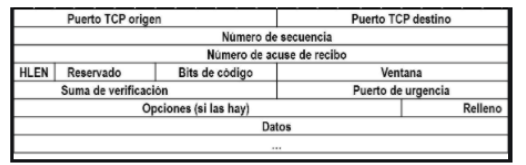 Puerto TCP origen Puerto TCP destino
Número de secuencia
Número de acuse de recibo
HLEN Reservado Bits de código Ventana
Suma de verificación Puerto de urgencia
Opciones (si las hay) Relleno
Datos
...